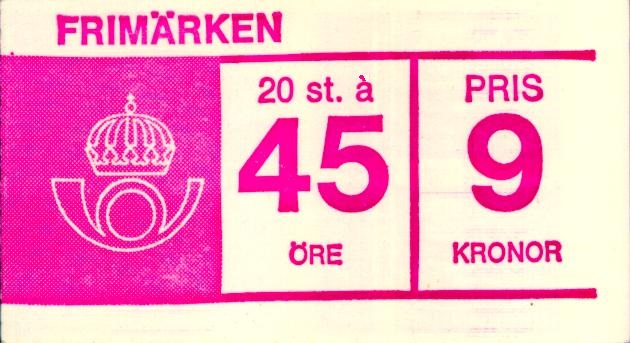 FRIMÄRKEN
20 st. à
45
ÖRE
PRIS
9
KRONOR